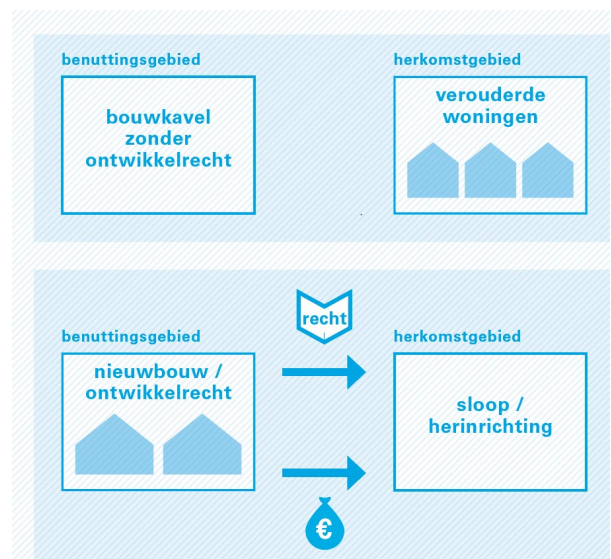 benuttingsgebied
bouwkavel
zonder
ontwikkelrecht
herkomstgebied
verouderde
woningen
benuttingsgebied
nieuwbouw /
ontwikkelrecht
recht
€
herkomstgebied
sloop /
herinrichting